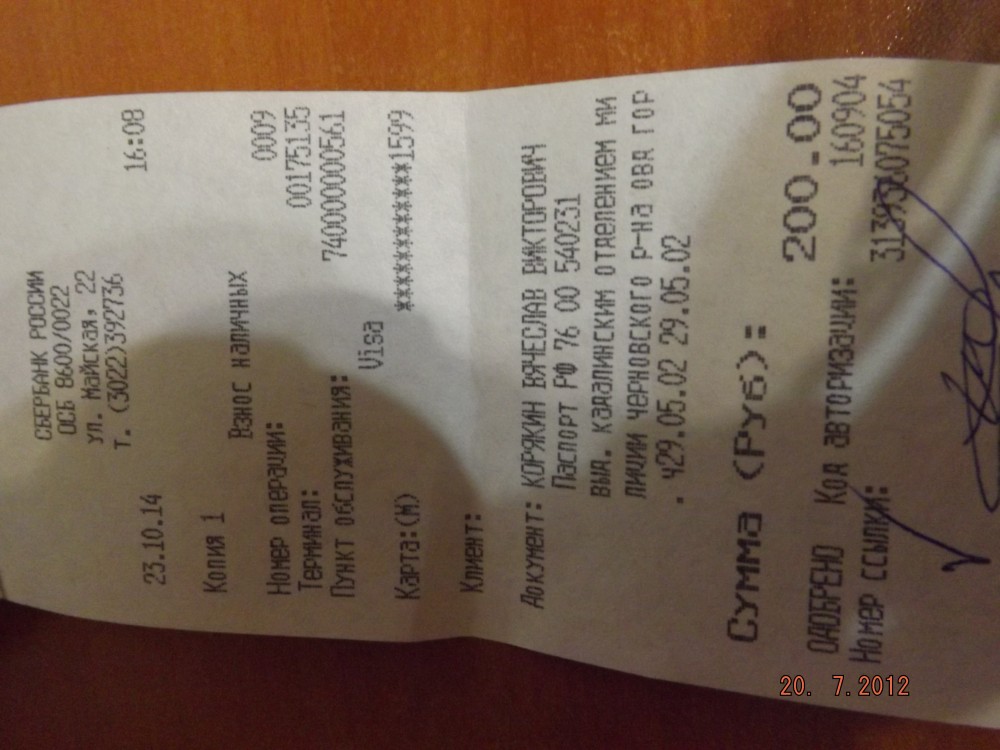 СБЕРБАНК РОССИИ
ОСБ 8600/0022
ул. Майская, 22
т. (3022)392736
23.10.14 16:08
Копия 1
Взнос наличных
Номер операции: 0009
Терминал: 00175135
Пункт обслуживания: 740000000561
Visa
Карта:(М) ************1599
Клиент:
Документ: КОРЯКИН ВЯЧЕСЛАВ ВИКТОРОВИЧ
Паспорт РФ 76 00 540231
выд. кадалинским отделением ми
лиции Черновского р-на ОВД гор
. Ч29.05.02 29.05.02
Сумма (Руб): 200.00
ОДОБРЕНО Код авторизации: 160904
Номер ссылки:
20. 7.2012